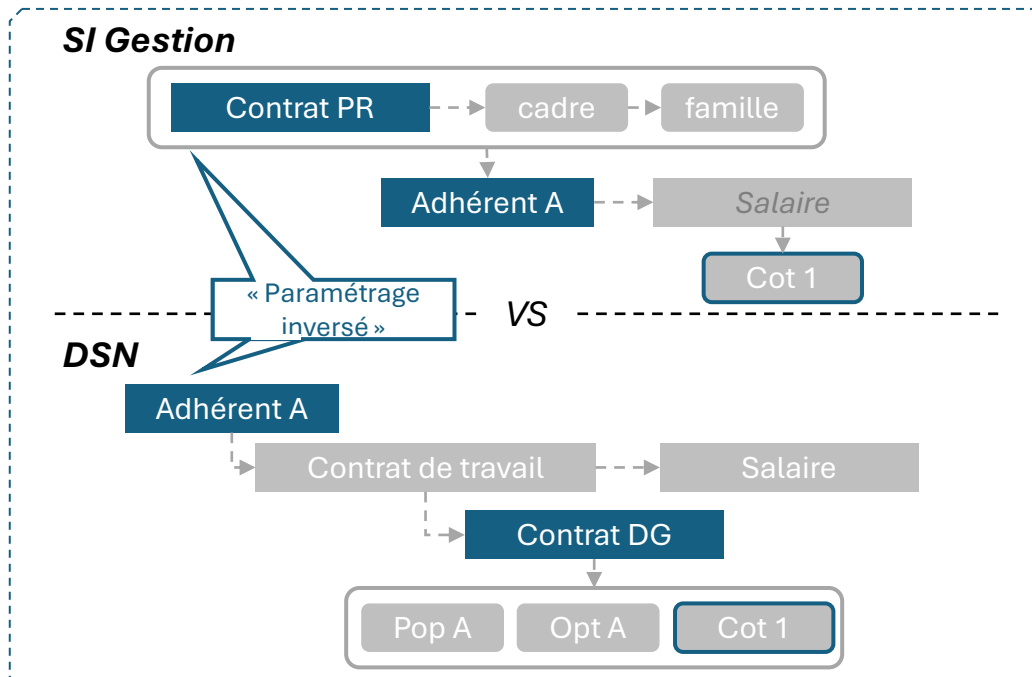 SI Gestion
Contrat PR
cadre
famille
Adhérent A
Salaire
Cot 1
« Paramétrage
inversé »
VS
DSN
Adhérent A
Contrat de travail
Salaire
Contrat DG
Pop A
Opt A
Cot 1